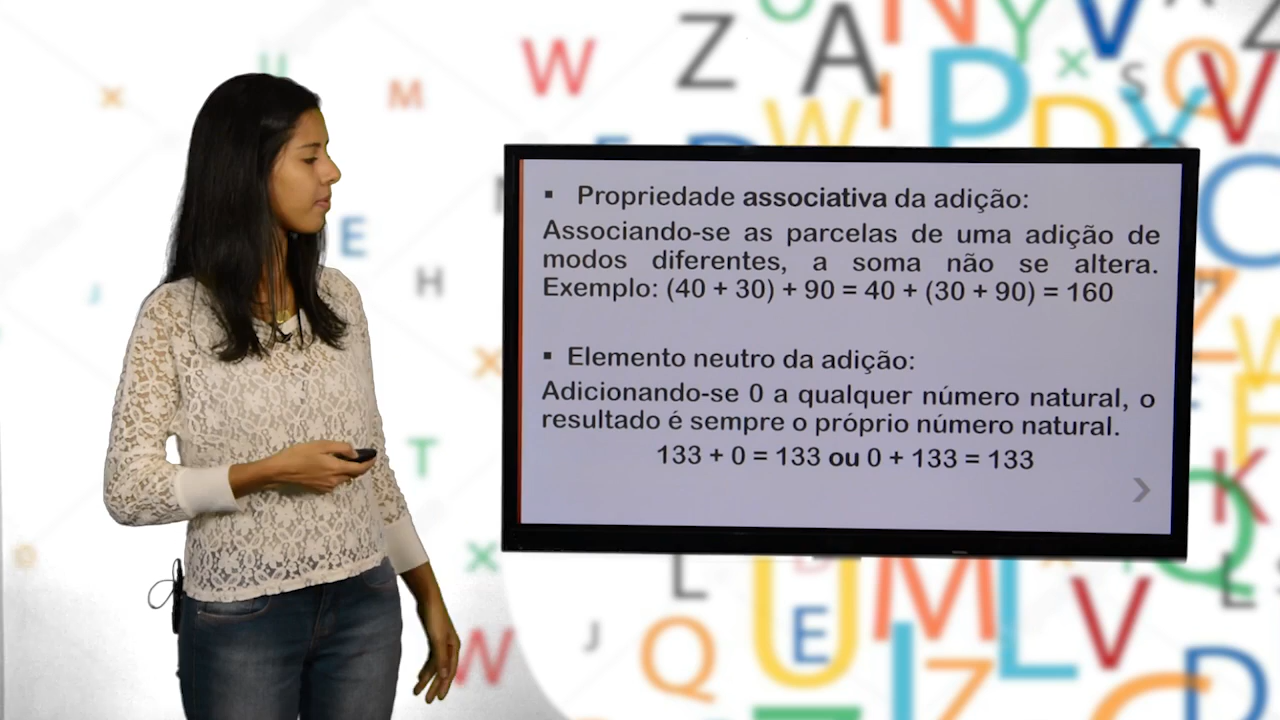 ▪ Propriedade associativa da adição:
Associando-se as parcelas de uma adição de
modos diferentes, a soma não se altera.
Exemplo: (40 + 30) + 90 = 40 + (30 + 90) = 160
▪ Elemento neutro da adição:
Adicionando-se 0 a qualquer número natural, o
resultado é sempre o próprio número natural.
133 + 0 = 133 ou 0 + 133 = 133